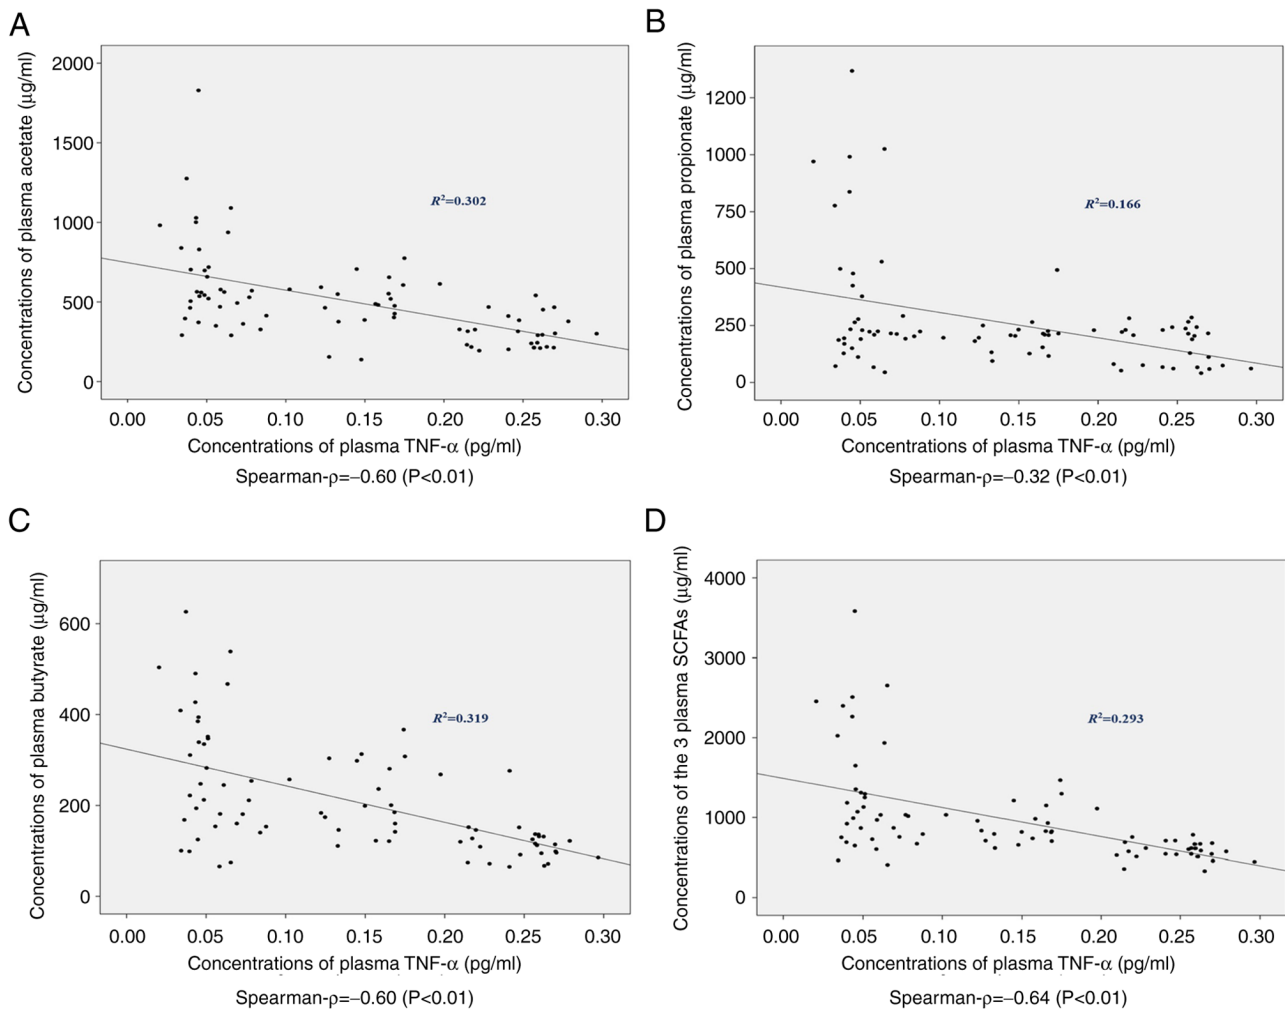 A
Concentrations of plasma acetate (µg/ml)
2000
1500
1000
500
0
R²=0.302
0.00 0.05 0.10 0.15 0.20 0.25 0.30
Concentrations of plasma TNF-α (pg/ml)
Spearman-ρ=−0.60 (P<0.01)
B
Concentrations of plasma propionate (µg/ml)
1200
1000
750
500
250
0
R²=0.166
0.00 0.05 0.10 0.15 0.20 0.25 0.30
Concentrations of plasma TNF-α (pg/ml)
Spearman-ρ=−0.32 (P<0.01)
C
Concentrations of plasma butyrate (µg/ml)
600
400
200
0
R²=0.319
0.00 0.05 0.10 0.15 0.20 0.25 0.30
Concentrations of plasma TNF-α (pg/ml)
Spearman-ρ=−0.60 (P<0.01)
D
Concentrations of the 3 plasma SCFAs (µg/ml)
4000
3000
2000
1000
0
R²=0.293
0.00 0.05 0.10 0.15 0.20 0.25 0.30
Concentrations of plasma TNF-α (pg/ml)
Spearman-ρ=−0.64 (P<0.01)